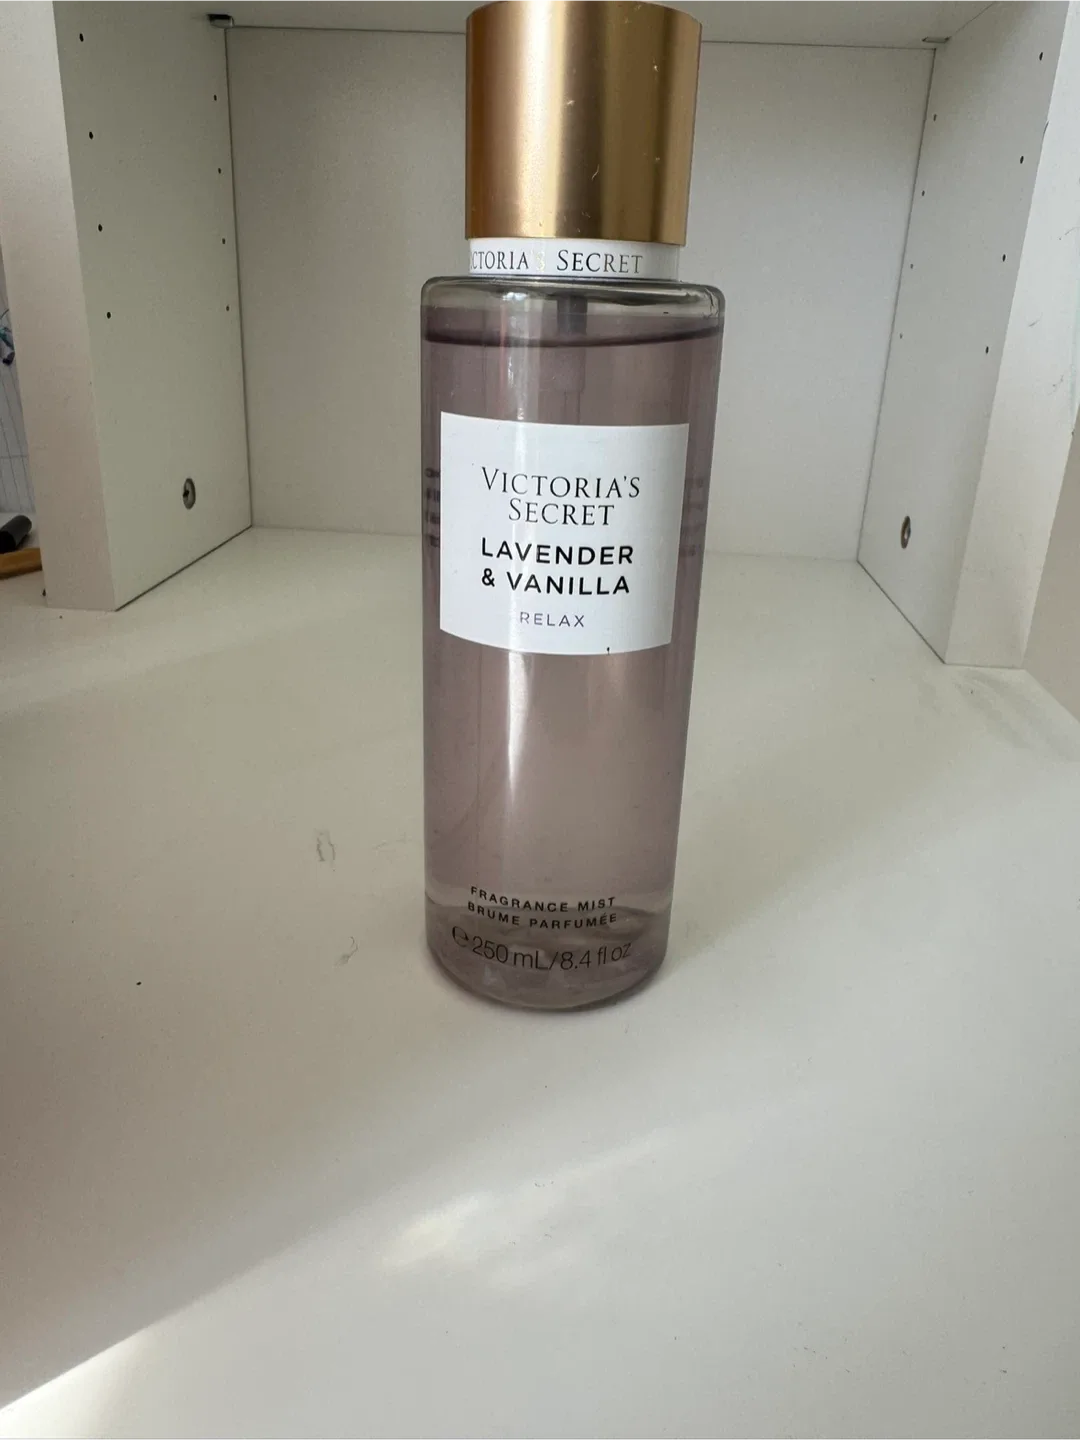 VICTORIA'S SECRET
VICTORIA'S
SECRET
LAVENDER
& VANILLA
RELAX
FRAGRANCE MIST
BRUME PARFUMÉE
℮ 250 mL/8.4 fl oz